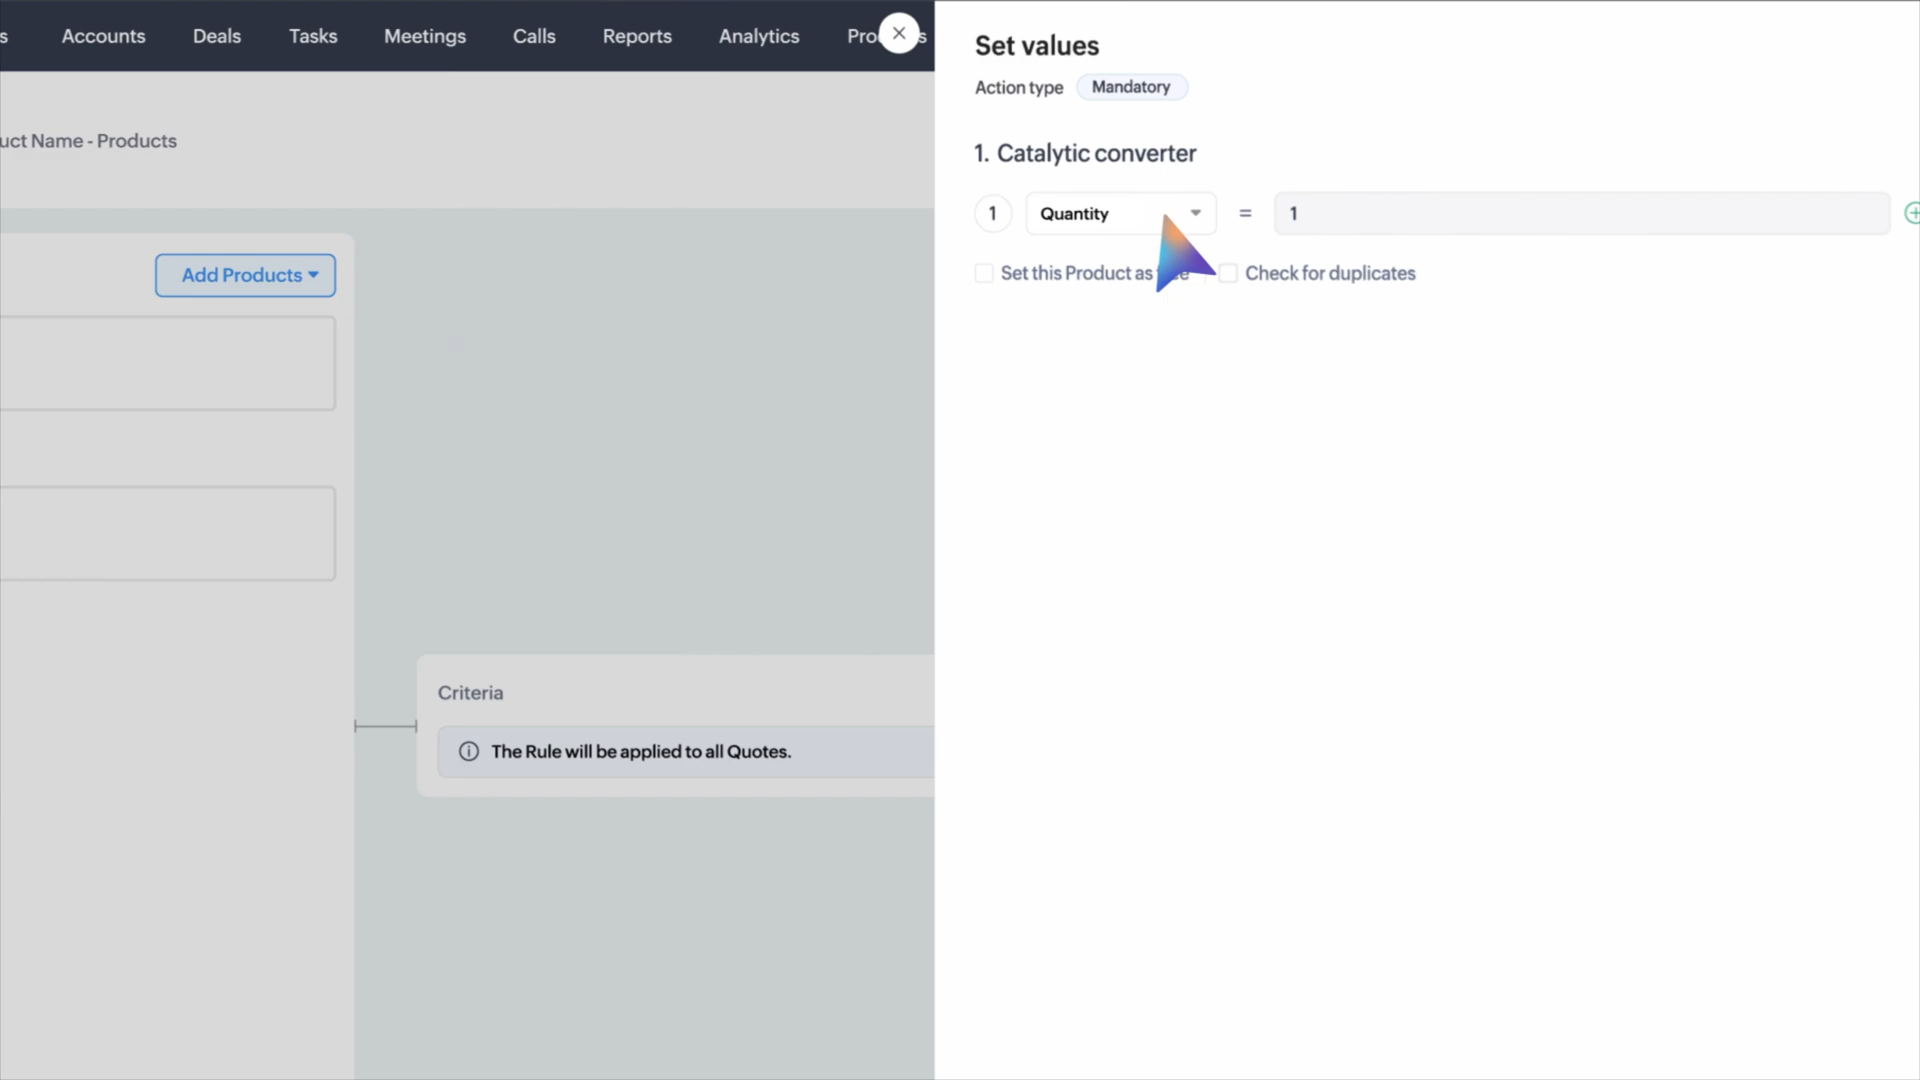 s Accounts Deals Tasks Meetings Calls Reports Analytics Pro s
uct Name - Products
Add Products
Criteria
The Rule will be applied to all Quotes.
Set values
Action type Mandatory
1. Catalytic converter
1 Quantity = 1
Set this Product as Check for duplicates